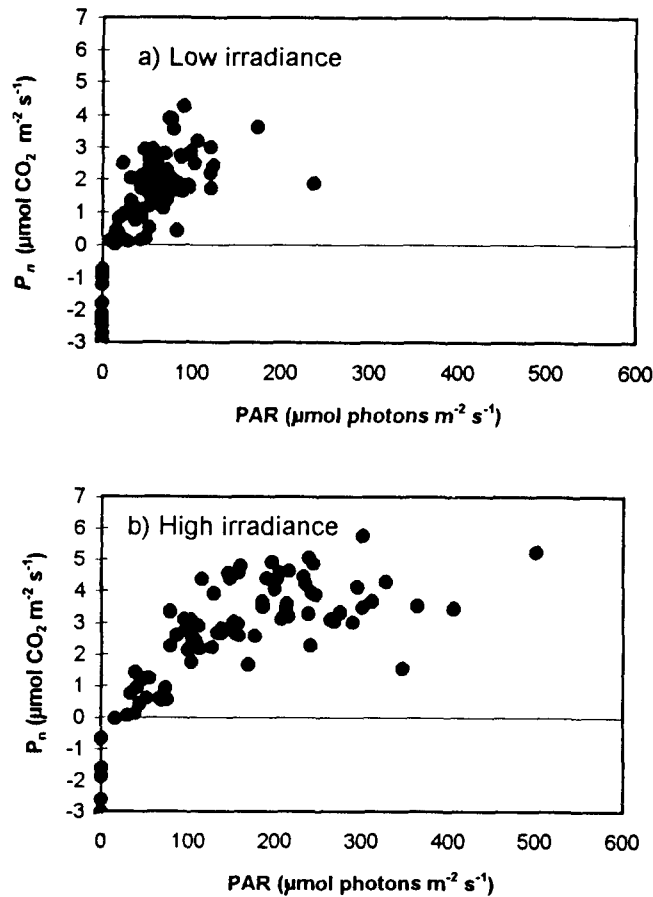 7
6
a) Low irradiance
5
4
3
2
1
0
-1
-2
-3
Pn (µmol CO2 m-2 s-1)
0 100 200 300 400 500 600
PAR (µmol photons m-2 s-1)
7
6
b) High irradiance
5
4
3
2
1
0
-1
-2
-3
Pn (µmol CO2 m-2 s-1)
0 100 200 300 400 500 600
PAR (µmol photons m-2 s-1)